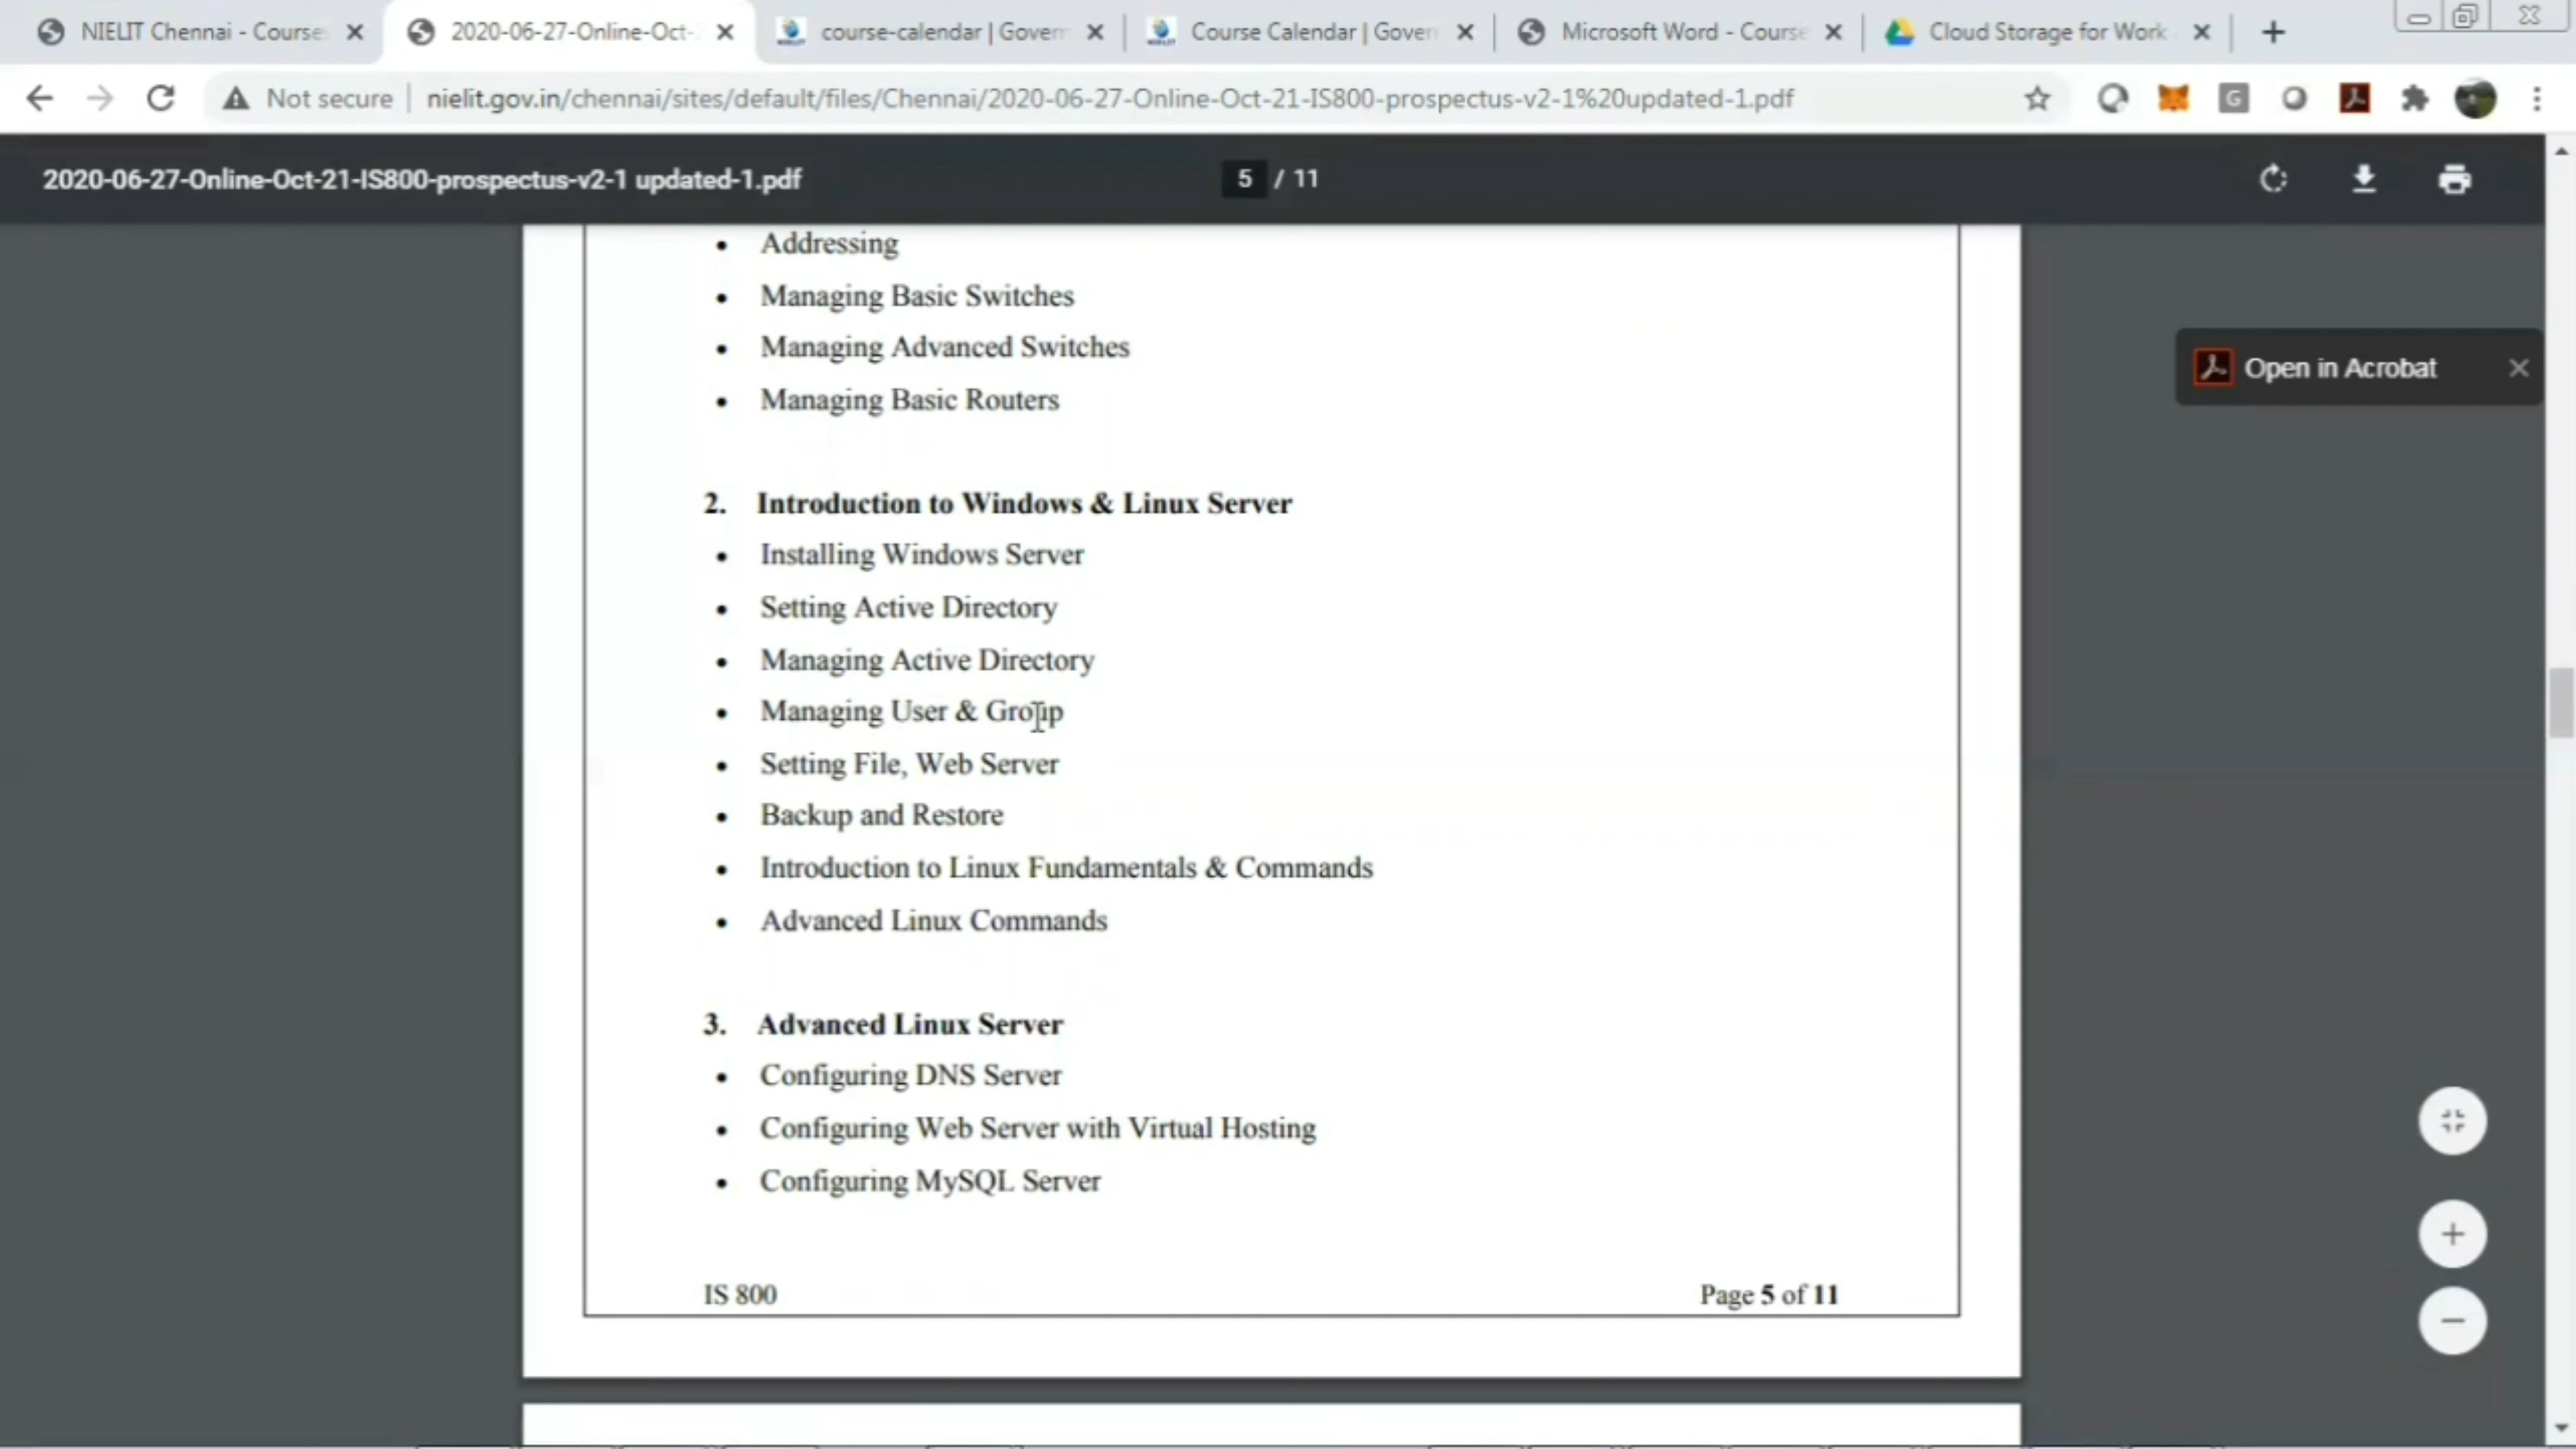 NIELIT Chennai - Course
2020-06-27-Online-Oct-
course-calendar | Govern
Course Calendar | Govern
Microsoft Word - Course
Cloud Storage for Work
Not secure
nielit.gov.in/chennai/sites/default/files/Chennai/2020-06-27-Online-Oct-21-IS800-prospectus-v2-1%20updated-1.pdf
2020-06-27-Online-Oct-21-IS800-prospectus-v2-1 updated-1.pdf
5 / 11
Open in Acrobat
• Addressing
• Managing Basic Switches
• Managing Advanced Switches
• Managing Basic Routers
2. Introduction to Windows & Linux Server
• Installing Windows Server
• Setting Active Directory
• Managing Active Directory
• Managing User & Group
• Setting File, Web Server
• Backup and Restore
• Introduction to Linux Fundamentals & Commands
• Advanced Linux Commands
3. Advanced Linux Server
• Configuring DNS Server
• Configuring Web Server with Virtual Hosting
• Configuring MySQL Server
IS 800
Page 5 of 11